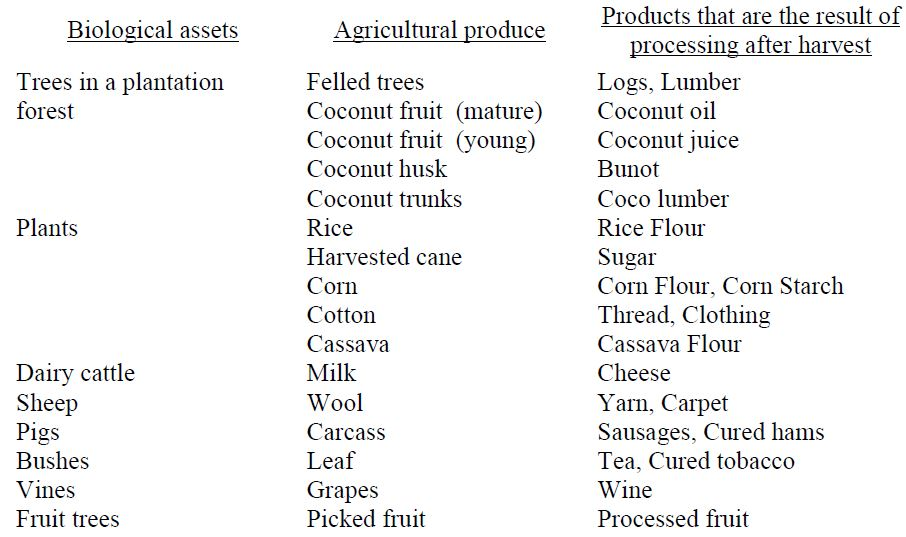 Biological assets Agricultural produce Products that are the result of
processing after harvest
Trees in a plantation Felled trees Logs, Lumber
forest Coconut fruit (mature) Coconut oil
Coconut fruit (young) Coconut juice
Coconut husk Bunot
Coconut trunks Coco lumber
Plants Rice Rice Flour
Harvested cane Sugar
Corn Corn Flour, Corn Starch
Cotton Thread, Clothing
Cassava Cassava Flour
Dairy cattle Milk Cheese
Sheep Wool Yarn, Carpet
Pigs Carcass Sausages, Cured hams
Bushes Leaf Tea, Cured tobacco
Vines Grapes Wine
Fruit trees Picked fruit Processed fruit